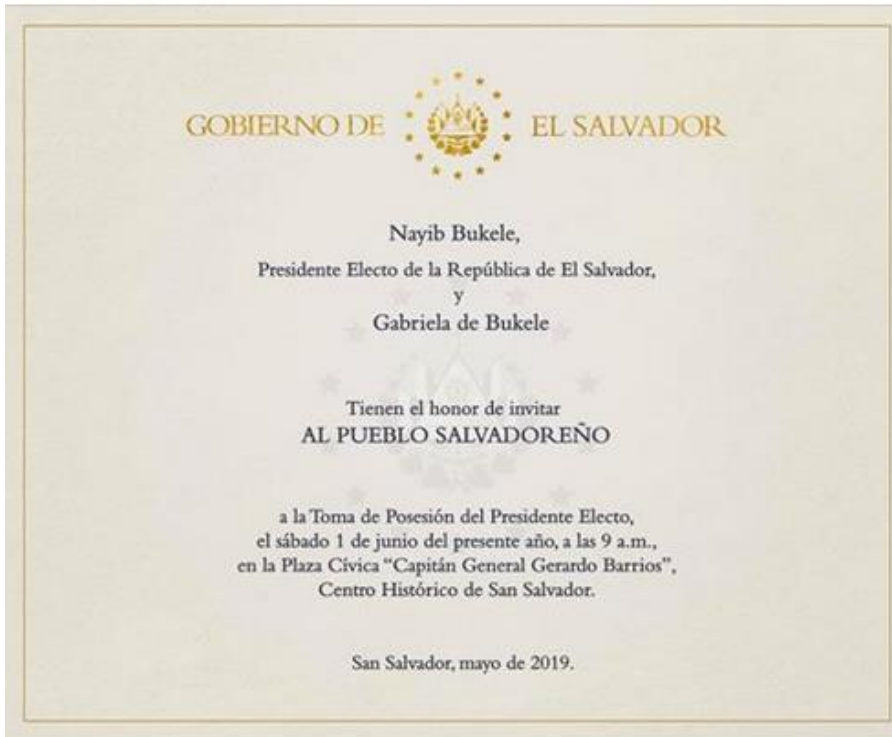 GOBIERNO DE EL SALVADOR
Nayib Bukele,
Presidente Electo de la República de El Salvador,
y
Gabriela de Bukele
Tienen el honor de invitar
AL PUEBLO SALVADOREÑO
a la Toma de Posesión del Presidente Electo,
el sábado 1 de junio del presente año, a las 9 a.m.,
en la Plaza Cívica “Capitán General Gerardo Barrios”,
Centro Histórico de San Salvador.
San Salvador, mayo de 2019.